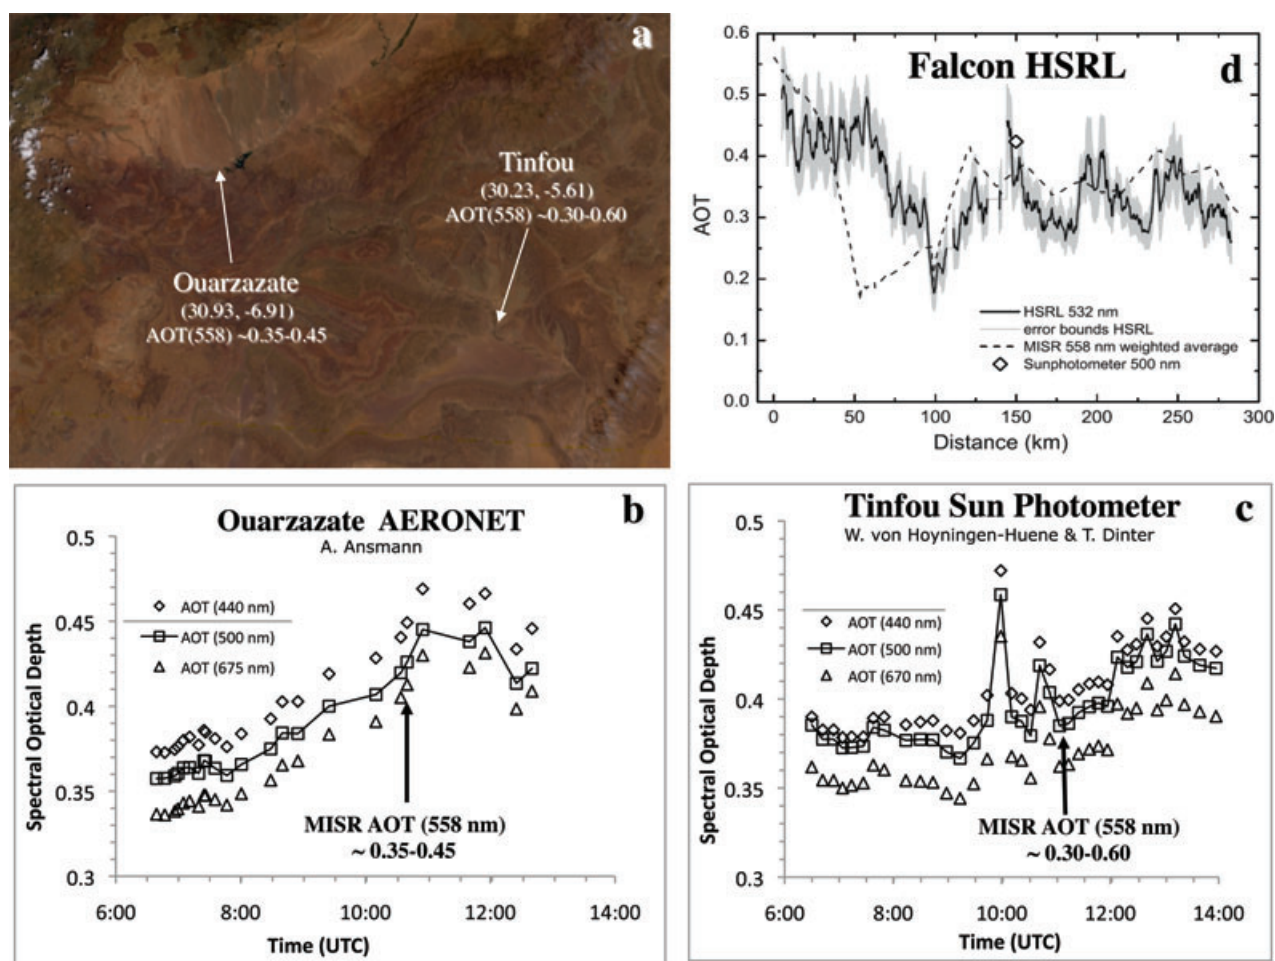 a
Tinfou
(30.23, -5.61)
AOT(558) ~0.30-0.60
Ouarzazate
(30.93, -6.91)
AOT(558) ~0.35-0.45
Falcon HSRL
d
0.6
0.5
0.4
0.3
0.2
0.1
0.0
AOT
HSRL 532 nm
error bounds HSRL
MISR 558 nm weighted average
Sunphotometer 500 nm
0 50 100 150 200 250 300
Distance (km)
b
Ouarzazate AERONET
A. Ansmann
0.5
0.45
0.4
0.35
0.3
Spectral Optical Depth
AOT (440 nm)
AOT (500 nm)
AOT (675 nm)
MISR AOT (558 nm)
~ 0.35-0.45
6:00 8:00 10:00 12:00 14:00
Time (UTC)
Tinfou Sun Photometer
c
W. von Hoyningen-Huene & T. Dinter
0.5
0.45
0.4
0.35
0.3
Spectral Optical Depth
AOT (440 nm)
AOT (500 nm)
AOT (670 nm)
MISR AOT (558 nm)
~ 0.30-0.60
6:00 8:00 10:00 12:00 14:00
Time (UTC)